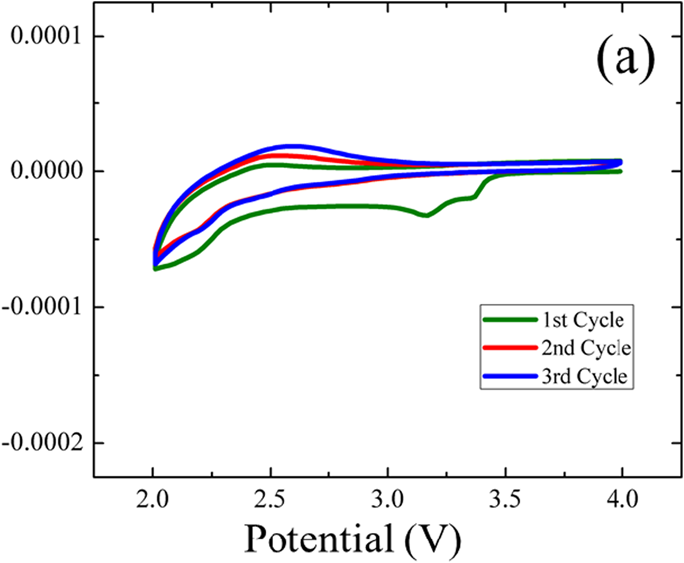 (a)
0.0001
0.0000
-0.0001
-0.0002
1st Cycle
2nd Cycle
3rd Cycle
2.0 2.5 3.0 3.5 4.0
Potential (V)